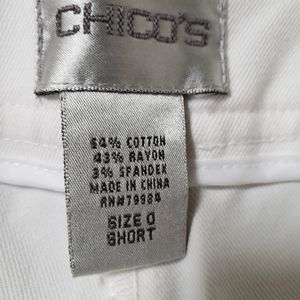 CHICO'S
54% COTTON
43% RAYON
3% SPANDEX
MADE IN CHINA
RN#79984
SIZE 0
SHORT